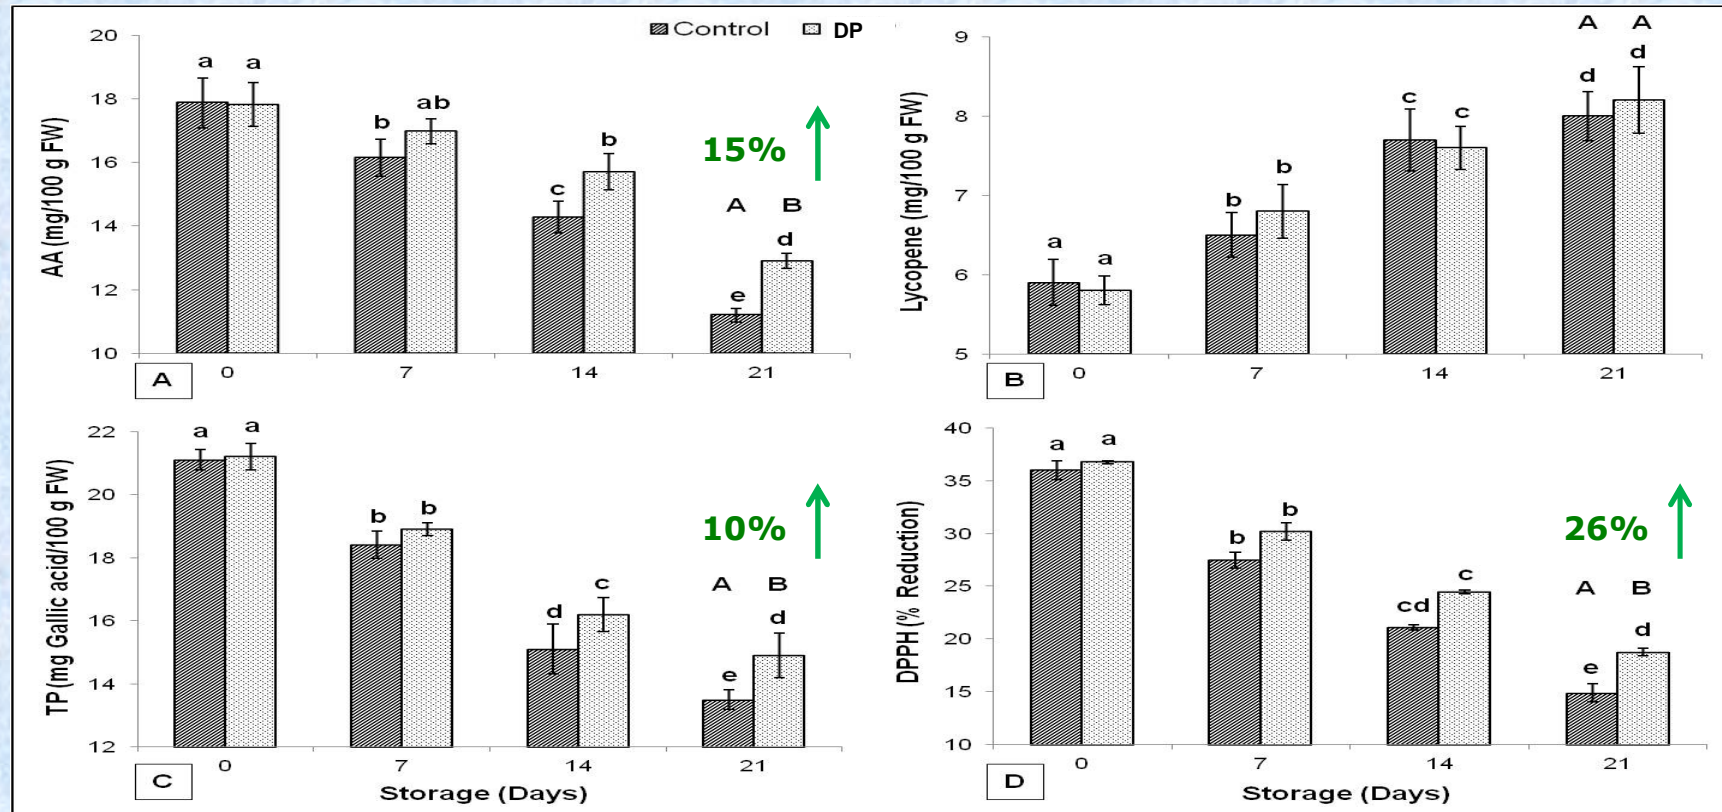 Control DP
AA (mg/100 g FW)
20
18
16
14
12
10
a a
b ab
c b
e d
A B
15%
0 7 14 21
A
Lycopene (mg/100 g FW)
9
8
7
6
5
a a
b b
c c
d d
A A
0 7 14 21
B
TP (mg Gallic acid/100 g FW)
22
20
18
16
14
12
a a
b b
d c
e d
A B
10%
0 7 14 21
C
Storage (Days)
DPPH (% Reduction)
40
35
30
25
20
15
10
a a
b b
cd c
e d
A B
26%
0 7 14 21
D
Storage (Days)